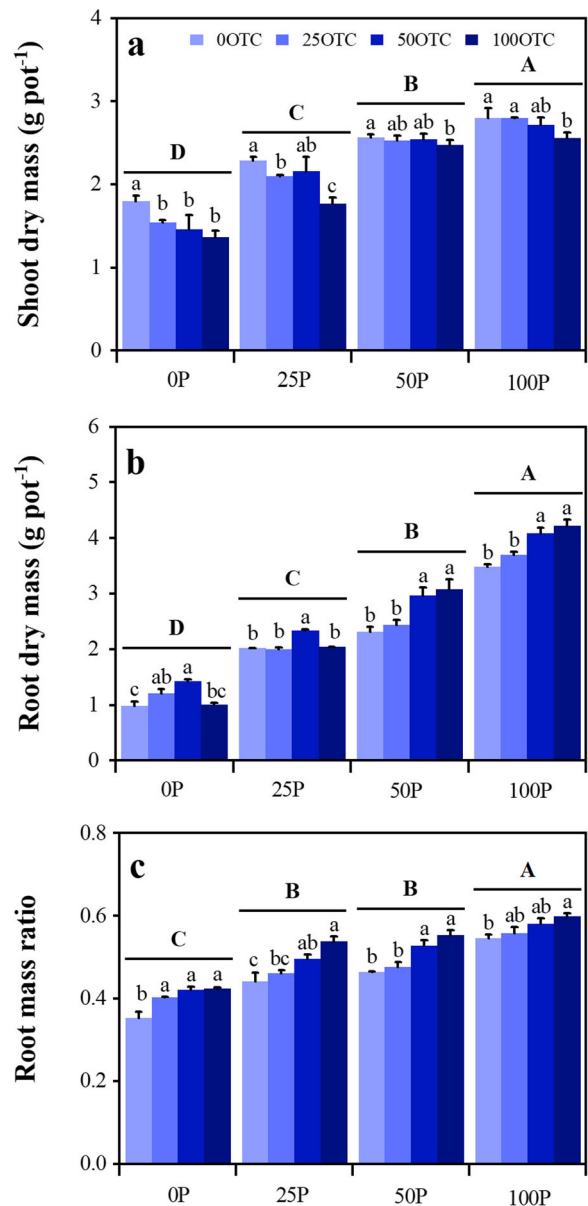 a
0OTC 25OTC 50OTC 100OTC
Shoot dry mass (g pot⁻¹)
4
3
2
1
0
D
C
B
A
a b b b
a b ab c
a ab ab b
a a ab b
0P 25P 50P 100P
b
Root dry mass (g pot⁻¹)
6
5
4
3
2
1
0
D
C
B
A
c ab a bc
b b a b
b b a a
b b a a
0P 25P 50P 100P
c
Root mass ratio
0.8
0.6
0.4
0.2
0.0
C
B
B
A
b a a a
c bc ab a
b b a a
b ab ab a
0P 25P 50P 100P